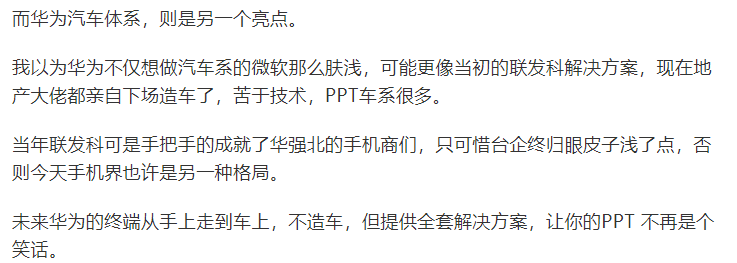 而华为汽车体系，则是另一个亮点。
我以为华为不仅想做汽车系的微软那么肤浅，可能更像当初的联发科解决方案，现在地
产大佬都亲自下场造车了，苦于技术，PPT车系很多。
当年联发科可是手把手的成就了华强北的手机商们，只可惜台企终归眼皮子浅了点，否
则今天手机界也许是另一种格局。
未来华为的终端从手上走到车上，不造车，但提供全套解决方案，让你的PPT 不再是个
笑话。